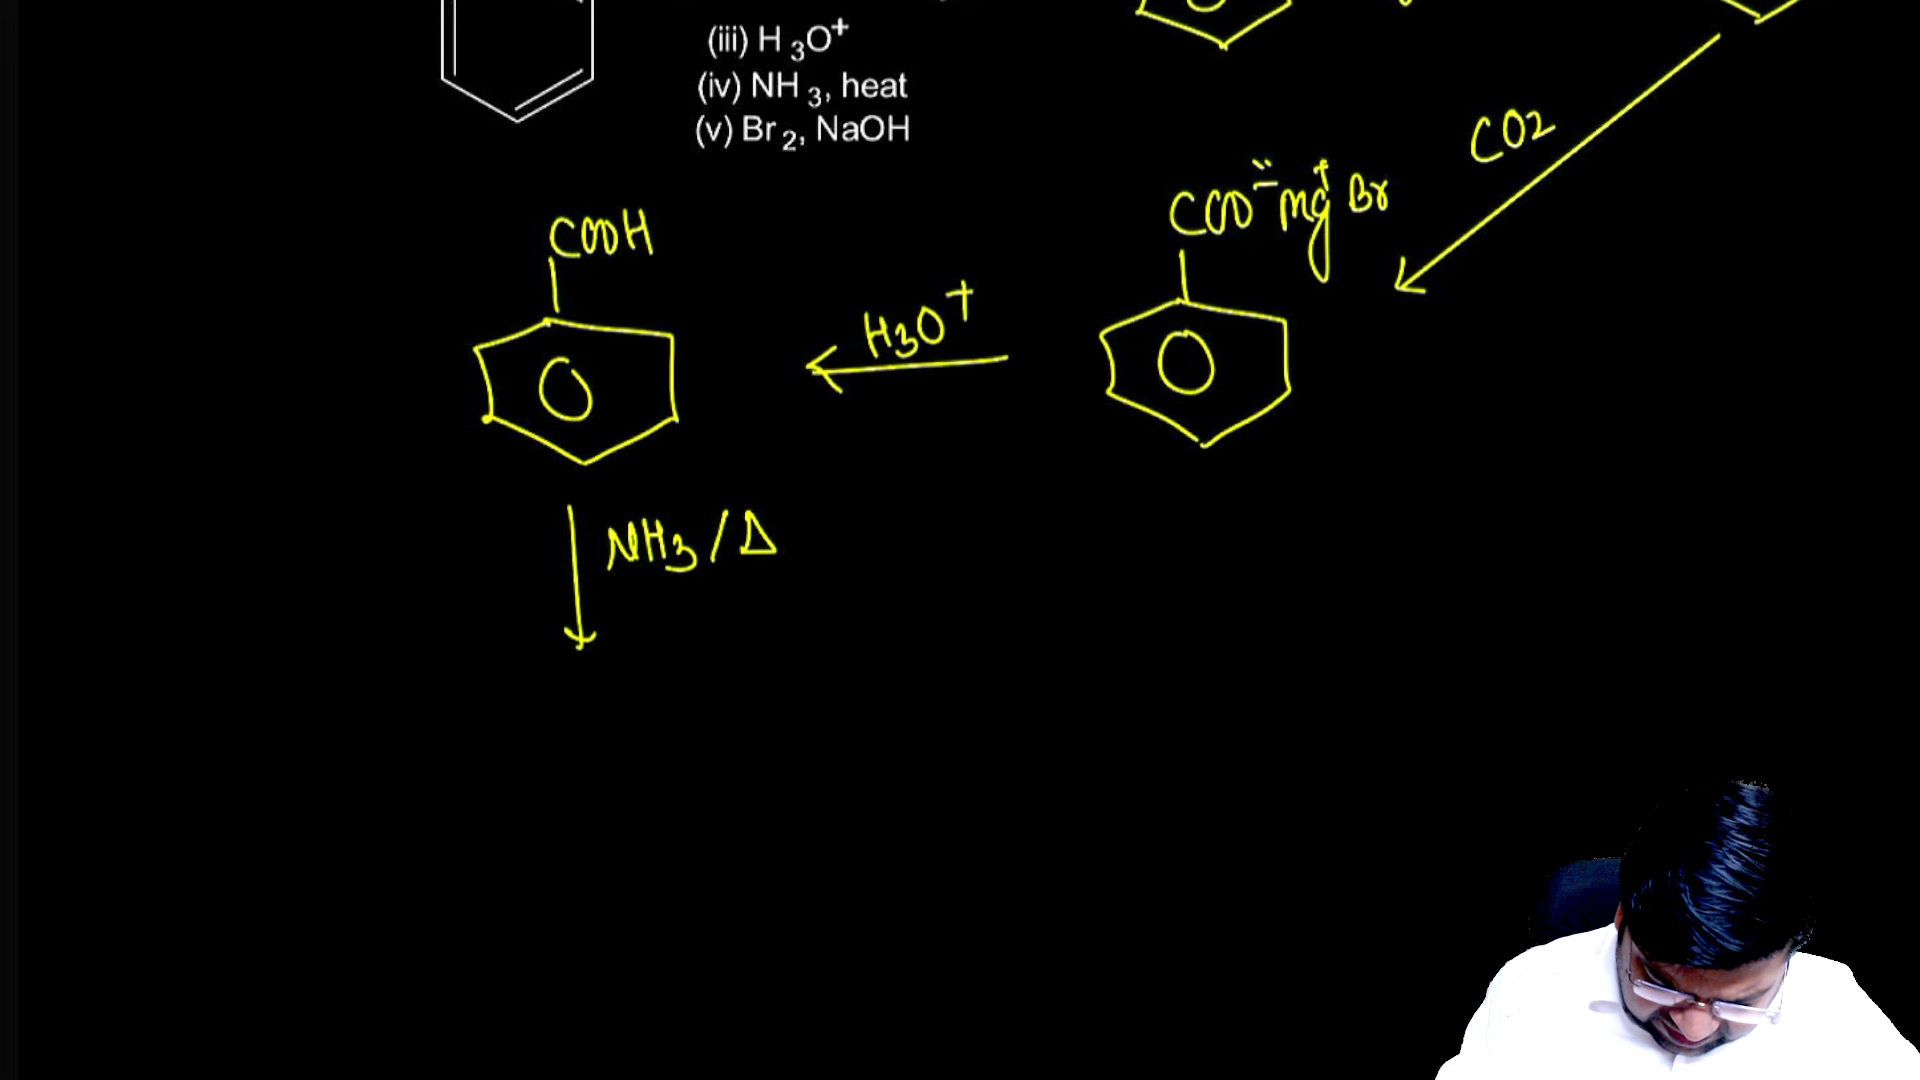 (iii) H₃O⁺
(iv) NH₃, heat
(v) Br₂, NaOH
CO2
COO⁻Mg⁺Br
COOH
H3O⁺
NH3/Δ